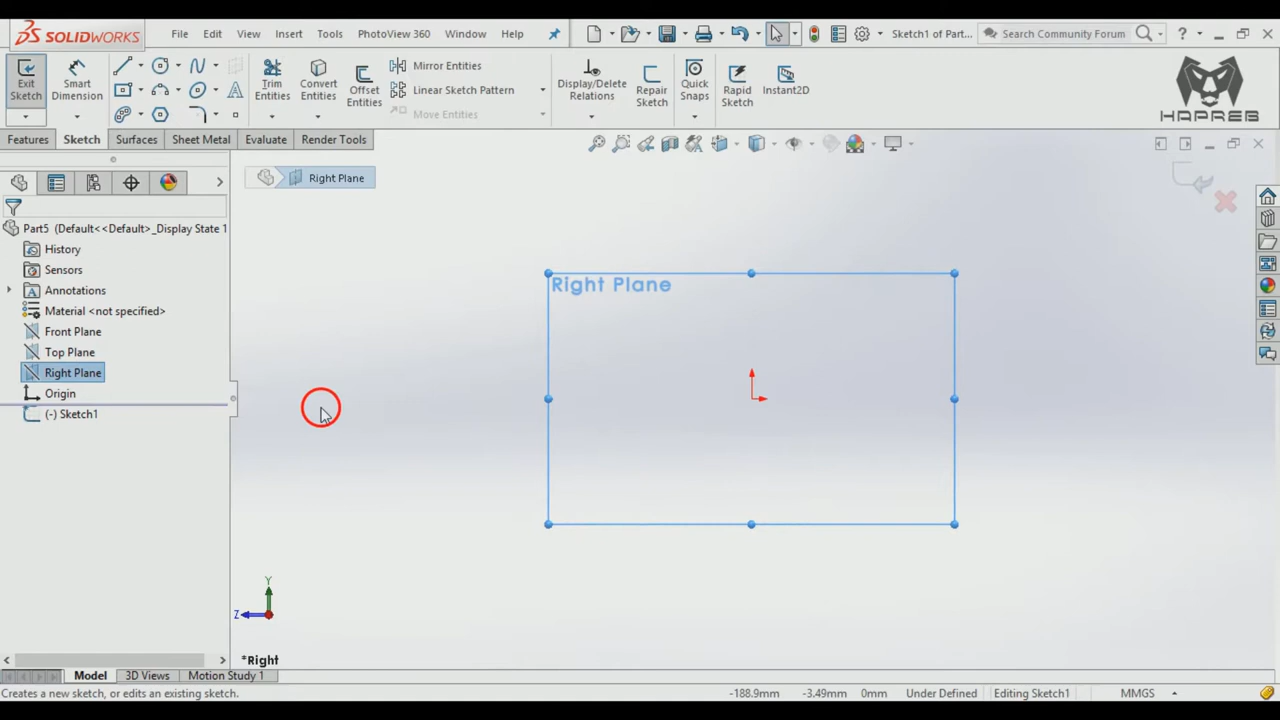 SOLIDWORKS File Edit View Insert Tools PhotoView 360 Window Help Sketch1 of Part... Search Community Forum ?
Exit Sketch
Smart Dimension
Trim Entities
Convert Entities
Offset Entities
Mirror Entities
Linear Sketch Pattern
Move Entities
Display/Delete Relations
Repair Sketch
Quick Snaps
Rapid Sketch
Instant2D
HAPREB
Features Sketch Surfaces Sheet Metal Evaluate Render Tools
Right Plane
Part5 (Default<<Default>_Display State 1
History
Sensors
Annotations
Material <not specified>
Front Plane
Top Plane
Right Plane
Origin
(-) Sketch1
Right Plane
Y
Z
*Right
Model 3D Views Motion Study 1
Creates a new sketch, or edits an existing sketch. -188.9mm -3.49mm 0mm Under Defined Editing Sketch1 MMGS